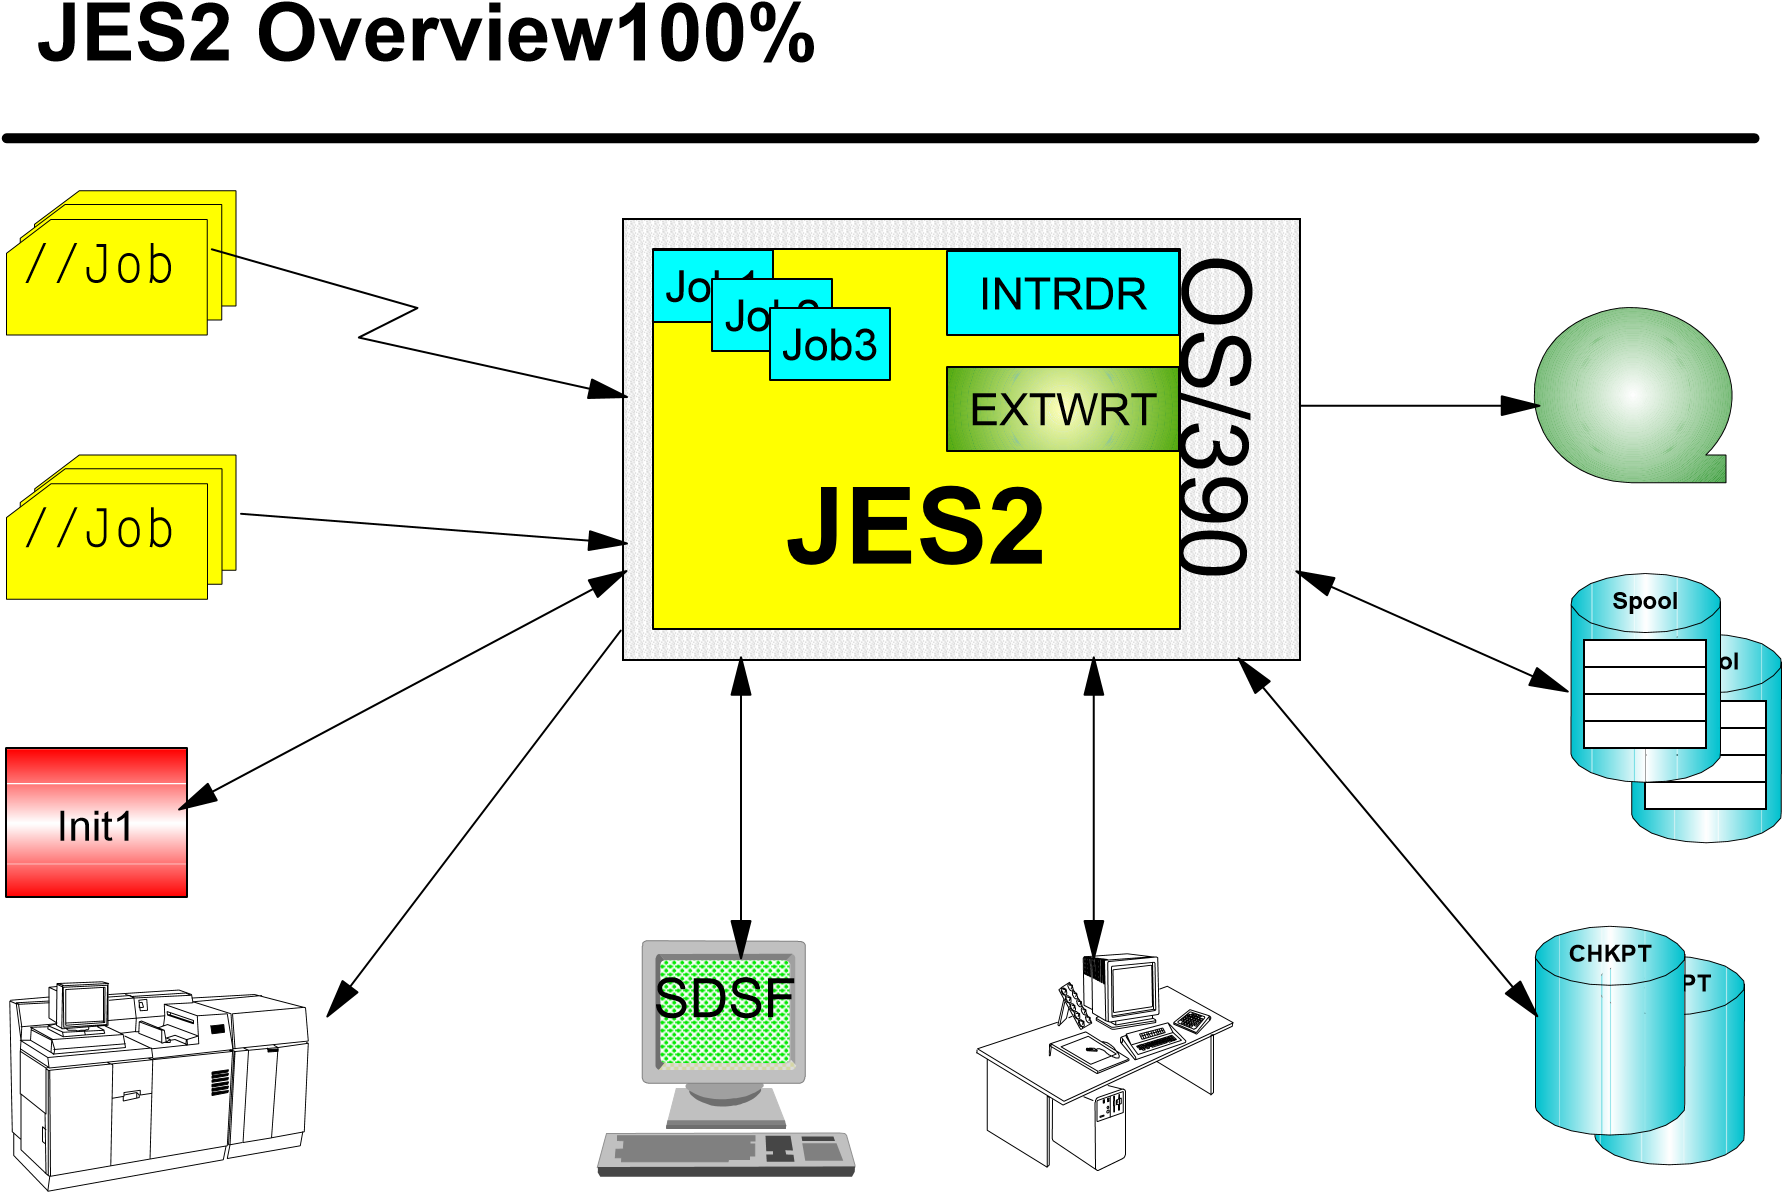 JES2 Overview100%
//Job
Job3
INTRDR
EXTWRT
JES2
OS/390
//Job
Spool
Init1
SDSF
CHKPT